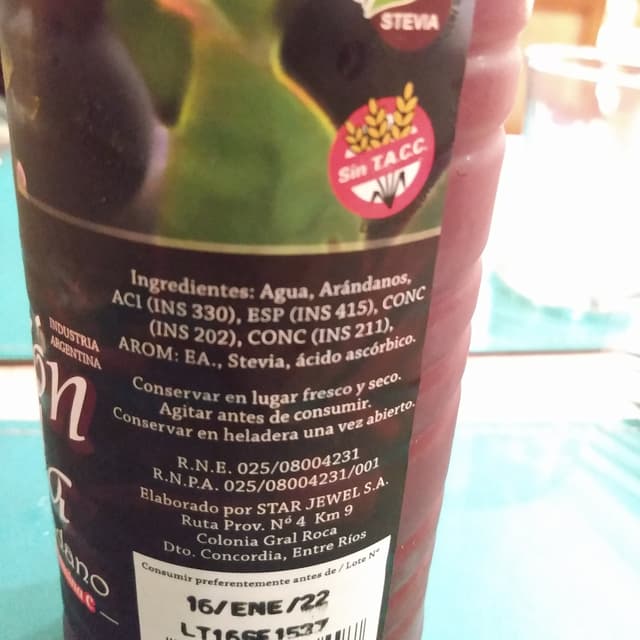 STEVIA
Sin T.A.C.C.
Ingredientes: Agua, Arándanos,
ACI (INS 330), ESP (INS 415), CONC
(INS 202), CONC (INS 211),
AROM: EA., Stevia, ácido ascórbico.
INDUSTRIA
ARGENTINA
Conservar en lugar fresco y seco.
Agitar antes de consumir.
Conservar en heladera una vez abierto.
R.N.E. 025/08004231
R.N.P.A. 025/08004231/001
Elaborado por STAR JEWEL S.A.
Ruta Prov. Nº 4 Km 9
Colonia Gral Roca
Dto. Concordia, Entre Ríos
Consumir preferentemente antes de / Lote Nº
16/ENE/22
LT16SE1537